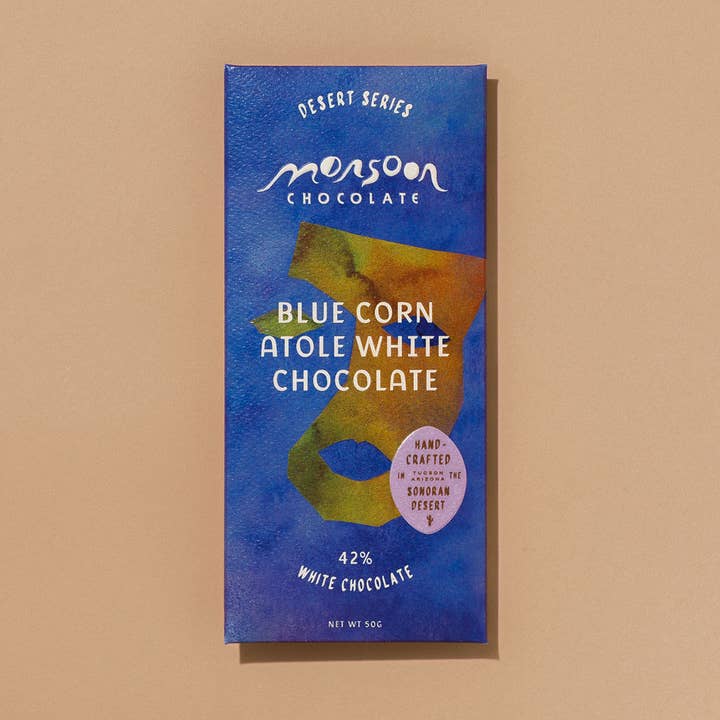 DESERT SERIES
monsoon
CHOCOLATE
BLUE CORN
ATOLE WHITE
CHOCOLATE
HAND-
CRAFTED
IN TUCSON ARIZONA THE
SONORAN
DESERT
42%
WHITE CHOCOLATE
NET WT 50G